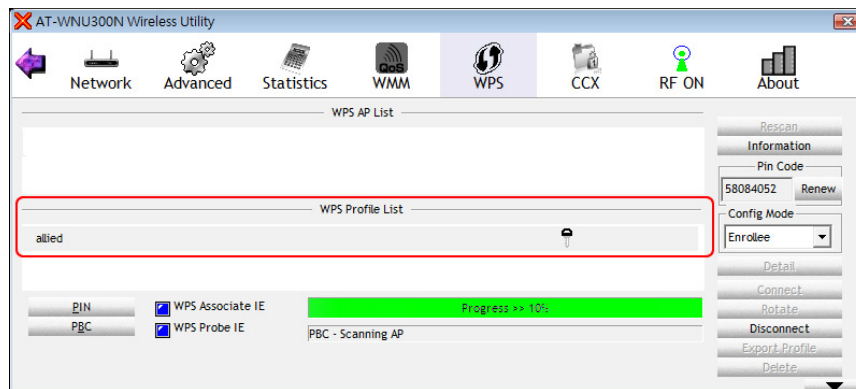 AT-WNU300N Wireless Utility
Network Advanced Statistics WMM WPS CCX RF ON About
QoS
WPS AP List
Rescan
Information
Pin Code
58084052 Renew
WPS Profile List
Config Mode
allied
Enrollee
Detail
Connect
PIN WPS Associate IE Progress >> 10%
Rotate
PBC WPS Probe IE PBC - Scanning AP
Disconnect
Export Profile
Delete